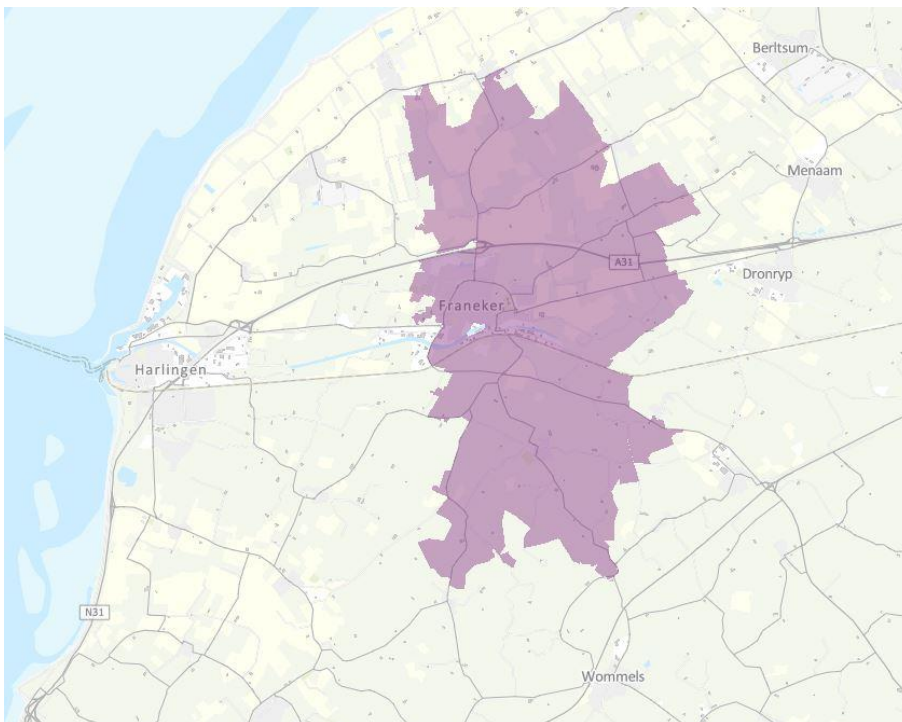 Berltsum
Menaam
A31
Dronryp
Franeker
Harlingen
N31
Wommels